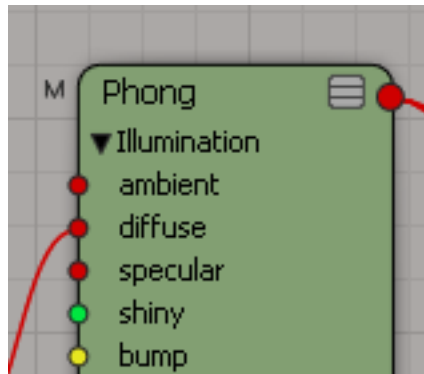 M Phong
Illumination
ambient
diffuse
specular
shiny
bump